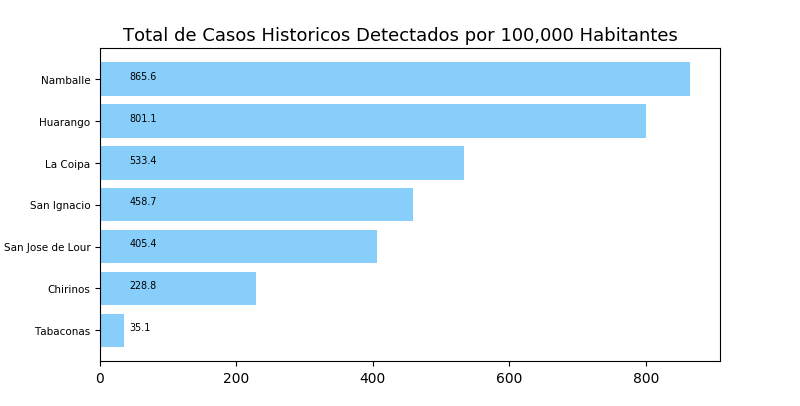 Total de Casos Historicos Detectados por 100,000 Habitantes
Namballe 865.6
Huarango 801.1
La Coipa 533.4
San Ignacio 458.7
San Jose de Lour 405.4
Chirinos 228.8
Tabaconas 35.1
0 200 400 600 800